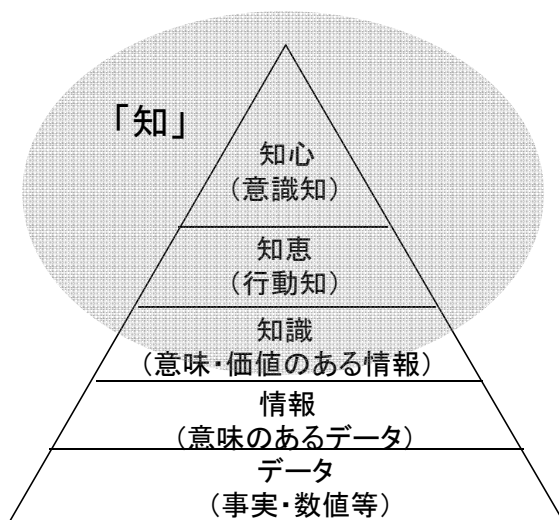 「知」
知心
（意識知）
知恵
（行動知）
知識
（意味・価値のある情報）
情報
（意味のあるデータ）
データ
（事実・数値等）